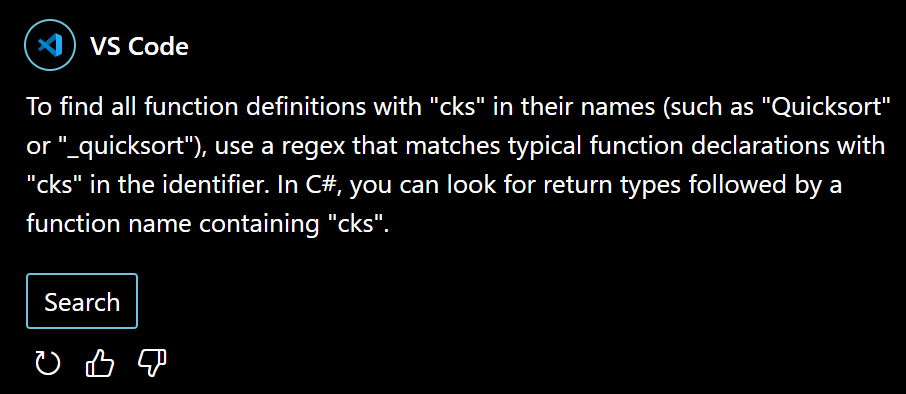 VS Code
To find all function definitions with "cks" in their names (such as "Quicksort"
or "_quicksort"), use a regex that matches typical function declarations with
"cks" in the identifier. In C#, you can look for return types followed by a
function name containing "cks".
Search